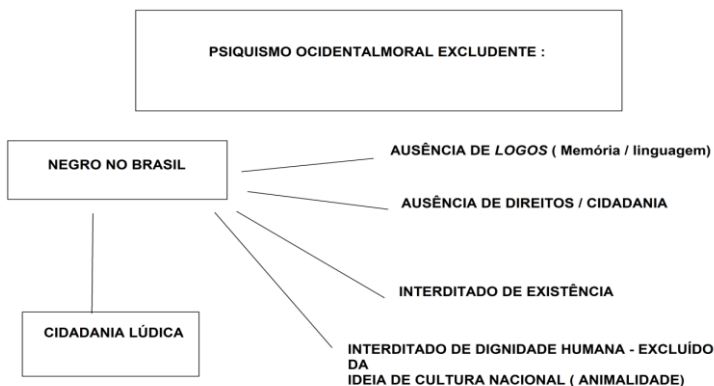 PSIQUISMO OCIDENTALMORAL EXCLUDENTE :
NEGRO NO BRASIL
AUSÊNCIA DE LOGOS ( Memória / linguagem)
AUSÊNCIA DE DIREITOS / CIDADANIA
INTERDITADO DE EXISTÊNCIA
CIDADANIA LÚDICA
INTERDITADO DE DIGNIDADE HUMANA - EXCLUÍDO
DA
IDEIA DE CULTURA NACIONAL ( ANIMALIDADE)